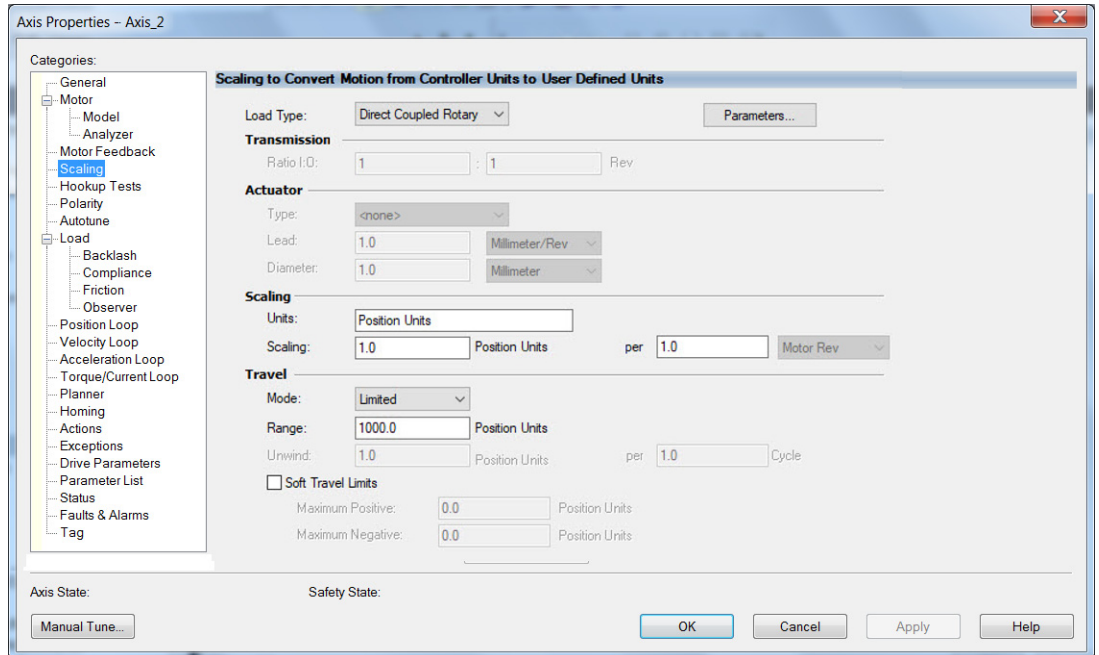 Axis Properties – Axis_2
X
Categories:
General
Motor
Model
Analyzer
Motor Feedback
Scaling
Hookup Tests
Polarity
Autotune
Load
Backlash
Compliance
Friction
Observer
Position Loop
Velocity Loop
Acceleration Loop
Torque/Current Loop
Planner
Homing
Actions
Exceptions
Drive Parameters
Parameter List
Status
Faults & Alarms
Tag
Scaling to Convert Motion from Controller Units to User Defined Units
Load Type: Direct Coupled Rotary Parameters...
Transmission
Ratio I:O: 1 : 1 Rev
Actuator
Type: <none>
Lead: 1.0 Millimeter/Rev
Diameter: 1.0 Millimeter
Scaling
Units: Position Units
Scaling: 1.0 Position Units per 1.0 Motor Rev
Travel
Mode: Limited
Range: 1000.0 Position Units
Unwind: 1.0 Position Units per 1.0 Cycle
Soft Travel Limits
Maximum Positive: 0.0 Position Units
Maximum Negative: 0.0 Position Units
Axis State: Safety State:
Manual Tune... OK Cancel Apply Help